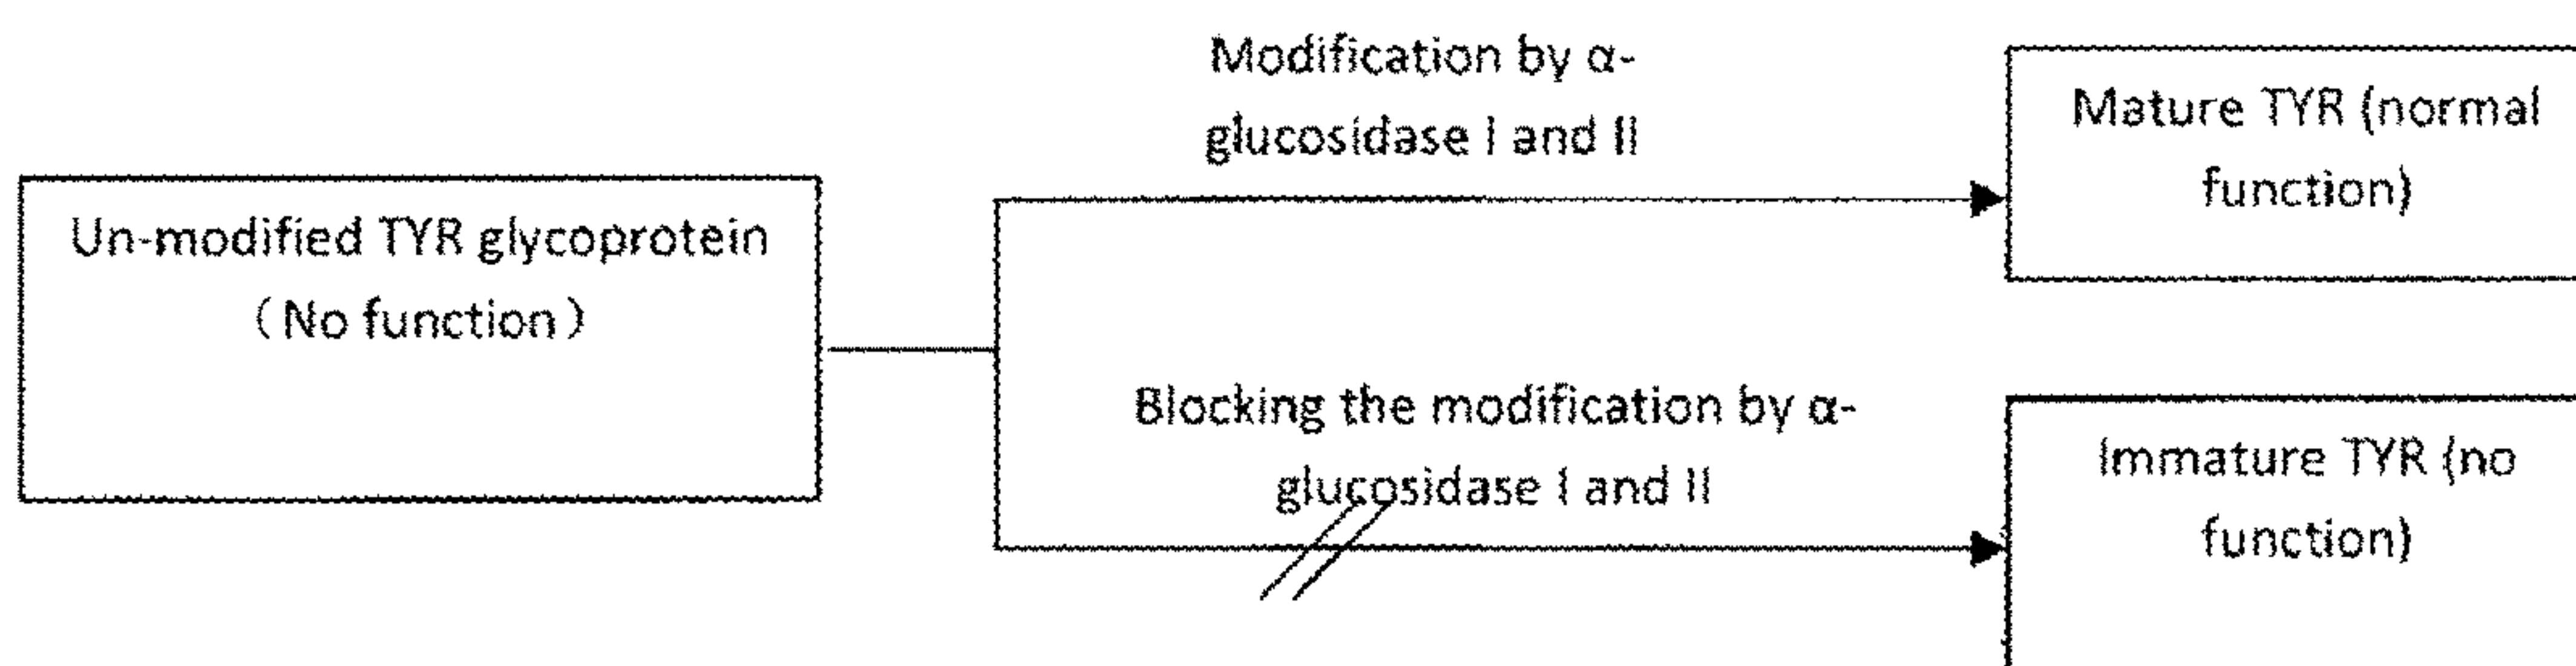 Modification by α-
glucosidase I and II
Mature TYR (normal
function)
Un-modified TYR glycoprotein
（No function）
Blocking the modification by α-
glucosidase I and II
Immature TYR (no
function)